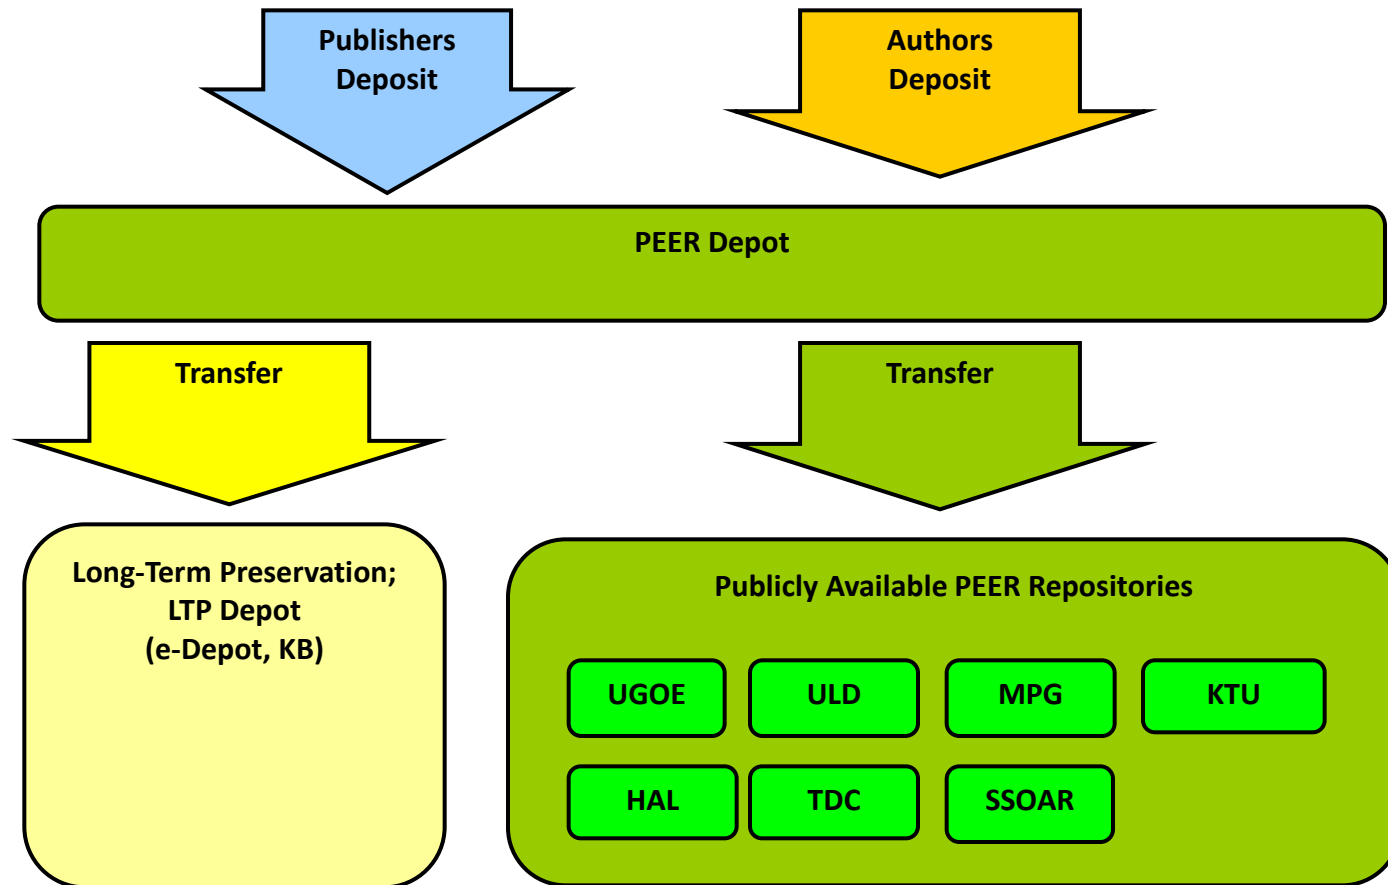 Publishers
Deposit
Authors
Deposit
PEER Depot
Transfer
Transfer
Long-Term Preservation;
LTP Depot
(e-Depot, KB)
Publicly Available PEER Repositories
UGOE
ULD
MPG
KTU
HAL
TDC
SSOAR